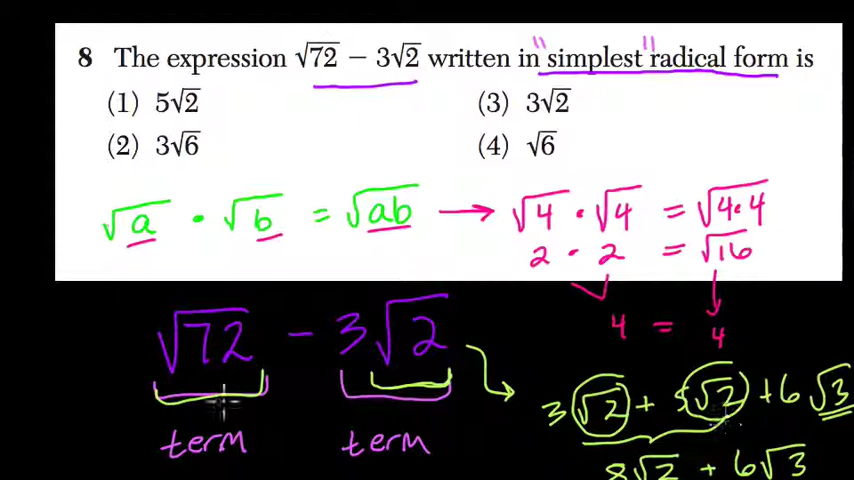 8 The expression √72 − 3√2 written in "simplest" radical form is
(1) 5√2 (3) 3√2
(2) 3√6 (4) √6
√a · √b = √ab → √4 · √4 = √4·4
2 · 2 = √16
4 = 4
√72 − 3√2
3√2 + 5√2 + 6√3
term term
8√2 + 6√3